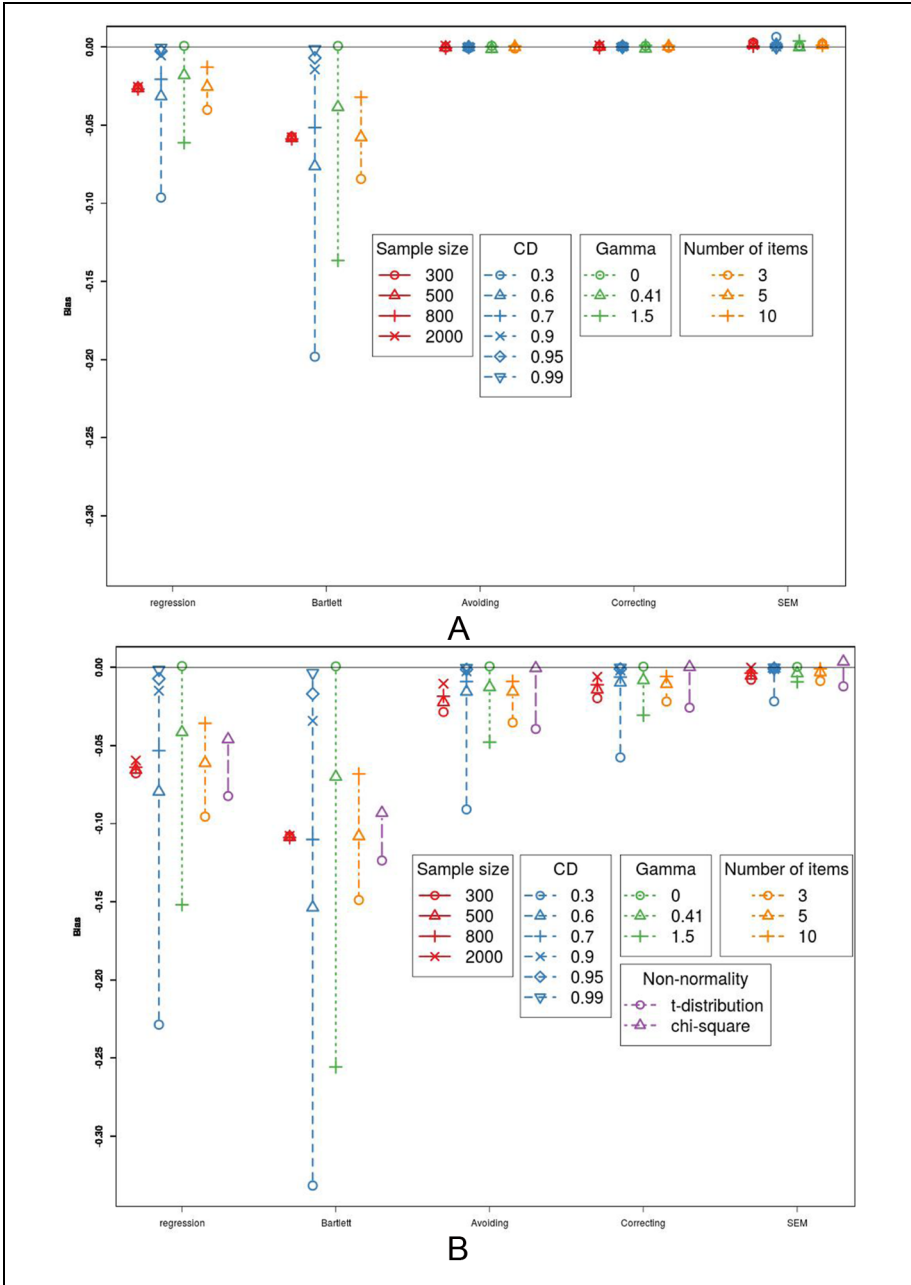 0.00
-0.05
-0.10
-0.15
-0.20
-0.25
-0.30
Bias
Sample size
300
500
800
2000
CD
0.3
0.6
0.7
0.9
0.95
0.99
Gamma
0
0.41
1.5
Number of items
3
5
10
regression
Bartlett
Avoiding
Correcting
SEM
A
0.00
-0.05
-0.10
-0.15
-0.20
-0.25
-0.30
Bias
Sample size
300
500
800
2000
CD
0.3
0.6
0.7
0.9
0.95
0.99
Gamma
0
0.41
1.5
Number of items
3
5
10
Non-normality
t-distribution
chi-square
regression
Bartlett
Avoiding
Correcting
SEM
B